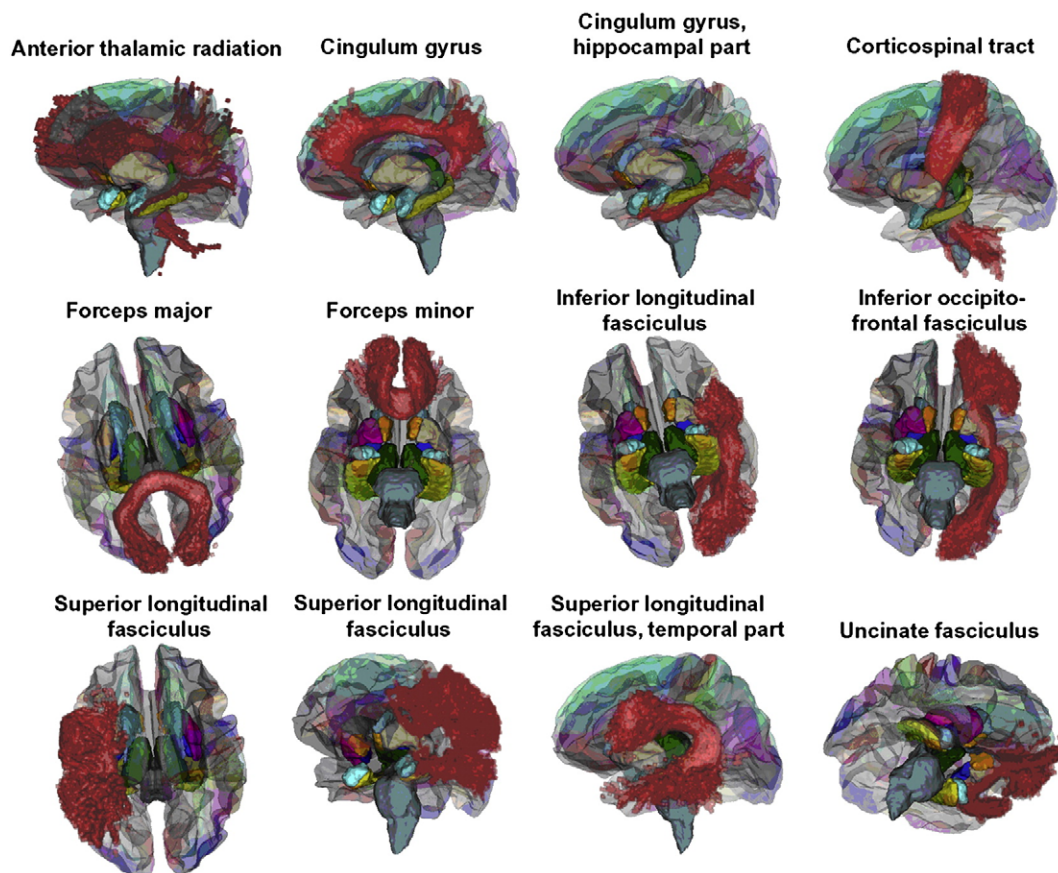 Anterior thalamic radiation
Cingulum gyrus
Cingulum gyrus,
hippocampal part
Corticospinal tract
Forceps major
Forceps minor
Inferior longitudinal
fasciculus
Inferior occipito-
frontal fasciculus
Superior longitudinal
fasciculus
Superior longitudinal
fasciculus
Superior longitudinal
fasciculus, temporal part
Uncinate fasciculus